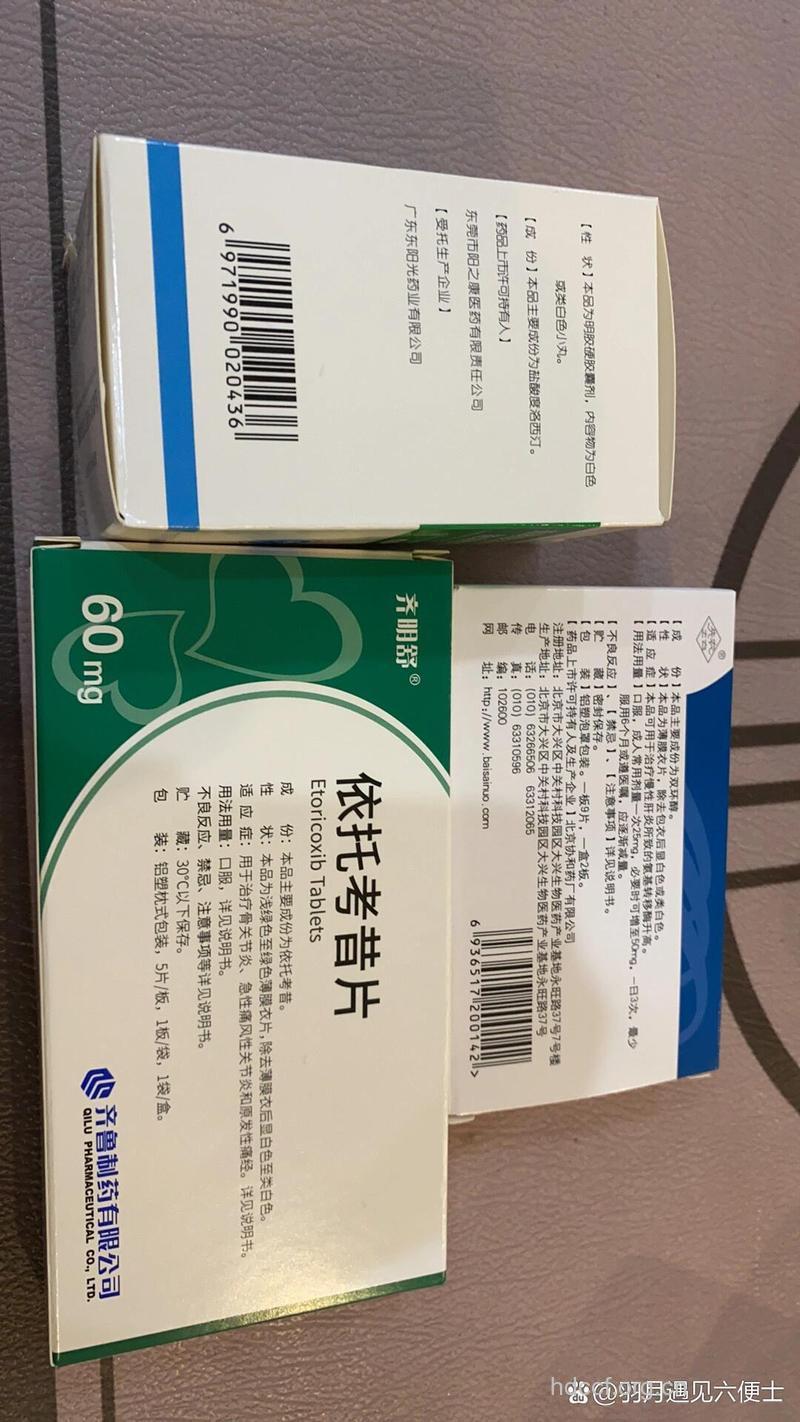 【性 状】本品为明胶硬胶囊剂，内容物为白色
或类白色小丸。
【成 份】本品主要成份为盐酸度洛西汀。
【药品上市许可持有人】
东莞市阳之康医药有限责任公司
【受托生产企业】
广东东阳光药业有限公司
6 971990 020436
【成 份】本品主要成份为双环醇。
【性 状】本品为薄膜衣片，除去包衣后显白色或类白色。
【适应症】本品可用于治疗慢性肝炎所致的氨基转移酶升高。
【用法用量】口服，成人常用剂量一次25mg，必要时可增至50mg，一日3次，最少
服用6个月或遵医嘱，应逐渐减量。
【不良反应】、【禁忌】、【注意事项】详见说明书。
【贮 藏】密封保存。
【包 装】铝塑泡罩包装。一板9片，一盒2板。
【药品上市许可持有人及生产企业】北京协和药厂有限公司
注册地址：北京市大兴区中关村科技园区大兴生物医药产业基地永旺路37号7号楼
生产地址：北京市大兴区中关村科技园区大兴生物医药产业基地永旺路37号
电 话：(010) 63266506 63312065
传 真：(010) 63310596
邮 编：102600
网 址：http://www.baisainuo.com
6 936517 200142 >
齐明舒®
60 mg
依托考昔片
Etoricoxib Tablets
成 份：本品主要成份为依托考昔。
性 状：本品为浅绿色至绿色薄膜衣片，除去薄膜衣后显白色至类白色。
适 应 症：用于治疗骨关节炎、急性痛风性关节炎和原发性痛经。详见说明书。
用法用量：口服，详见说明书。
不良反应、禁忌、注意事项等详见说明书。
贮 藏：30℃以下保存。
包 装：铝塑枕式包装，5片/板，1板/袋，1袋/盒。
齐鲁制药有限公司
QILU PHARMACEUTICAL CO., LTD.
@羽月遇见六便士